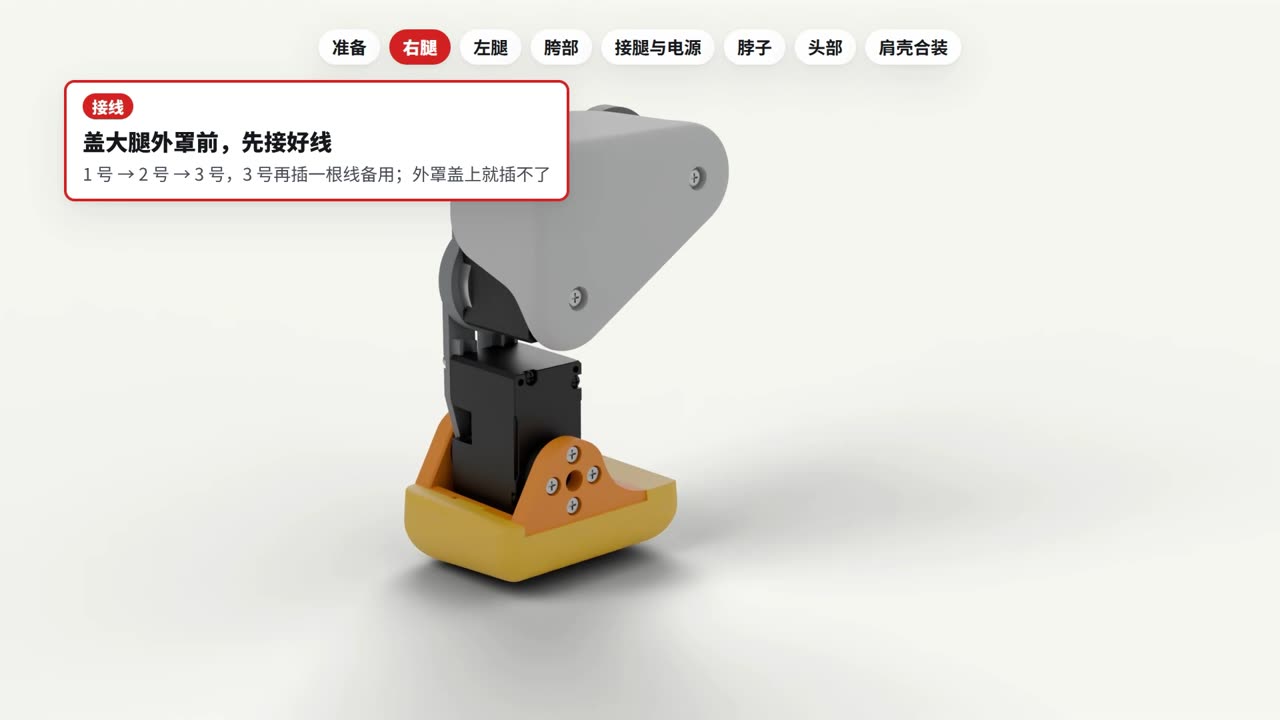 准备
右腿
左腿
胯部
接腿与电源
脖子
头部
肩壳合装
接线
盖大腿外罩前，先接好线
1 号 → 2 号 → 3 号，3 号再插一根线备用；外罩盖上就插不了